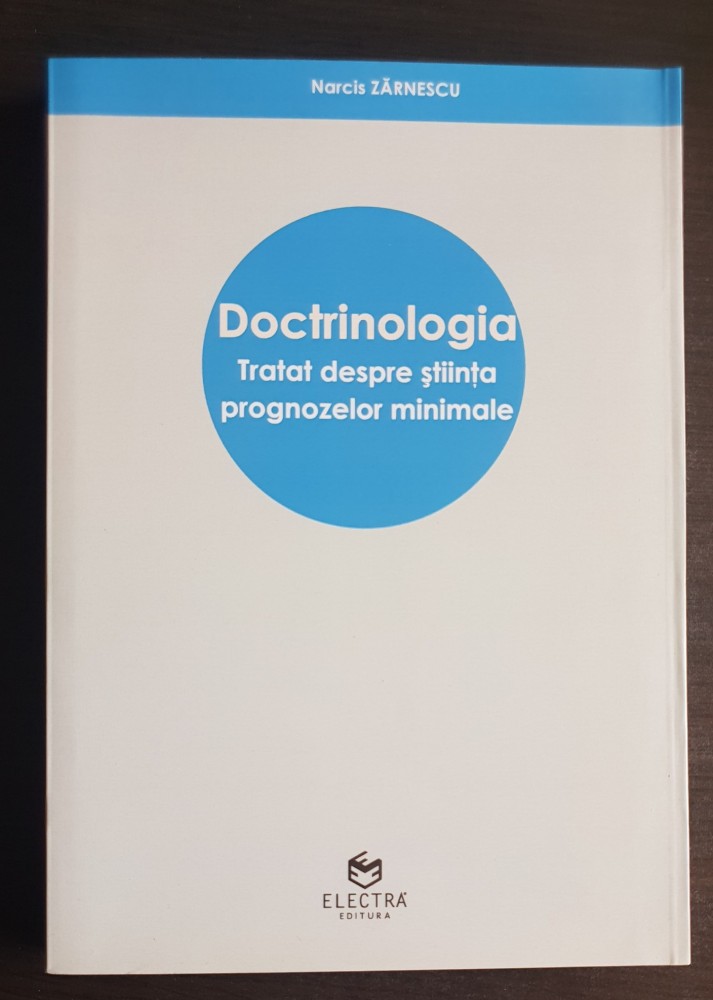 Narcis ZĂRNESCU
Doctrinologia
Tratat despre ştiinţa
prognozelor minimale
ELECTRA
EDITURA